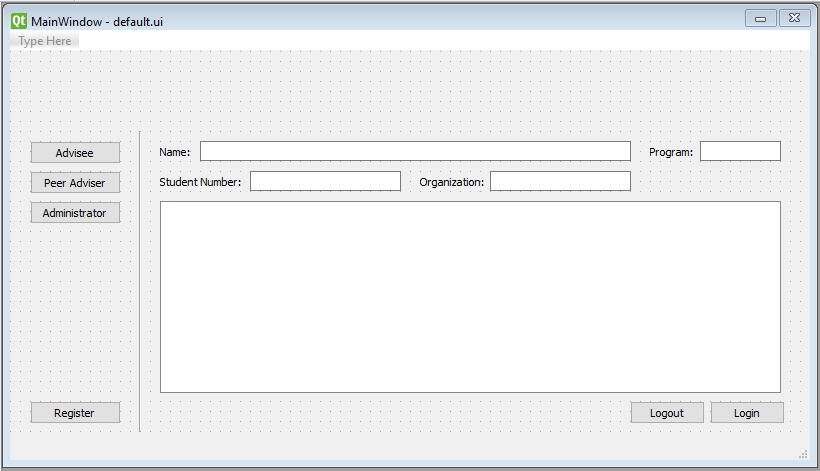 Qt MainWindow - default.ui
Type Here
Advisee
Name: Program:
Peer Adviser
Student Number: Organization:
Administrator
Register
Logout Login